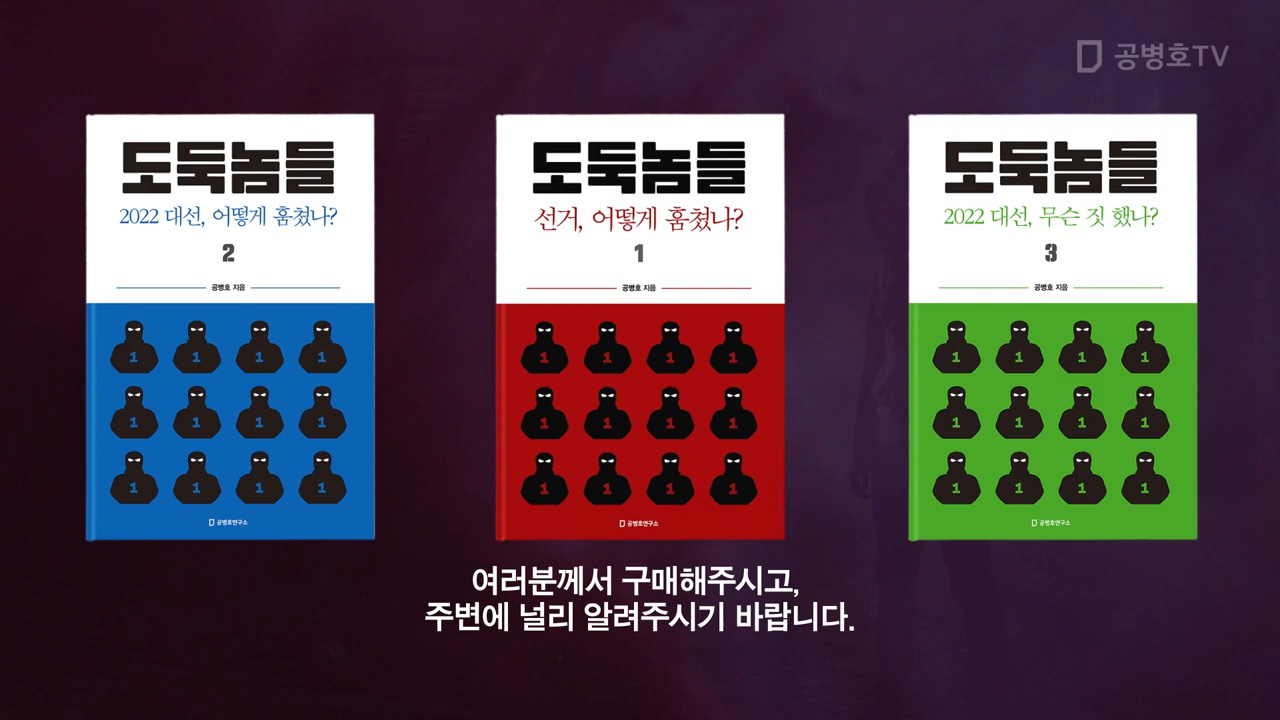 공병호TV
도둑놈들
2022 대선, 어떻게 훔쳤나?
2
공병호 지음
1 1 1 1
1 1 1 1
1 1 1 1
공병호연구소
도둑놈들
선거, 어떻게 훔쳤나?
1
공병호 지음
1 1 1 1
1 1 1 1
1 1 1 1
공병호연구소
도둑놈들
2022 대선, 무슨 짓 했나?
3
공병호 지음
1 1 1 1
1 1 1 1
1 1 1 1
공병호연구소
여러분께서 구매해주시고,
주변에 널리 알려주시기 바랍니다.